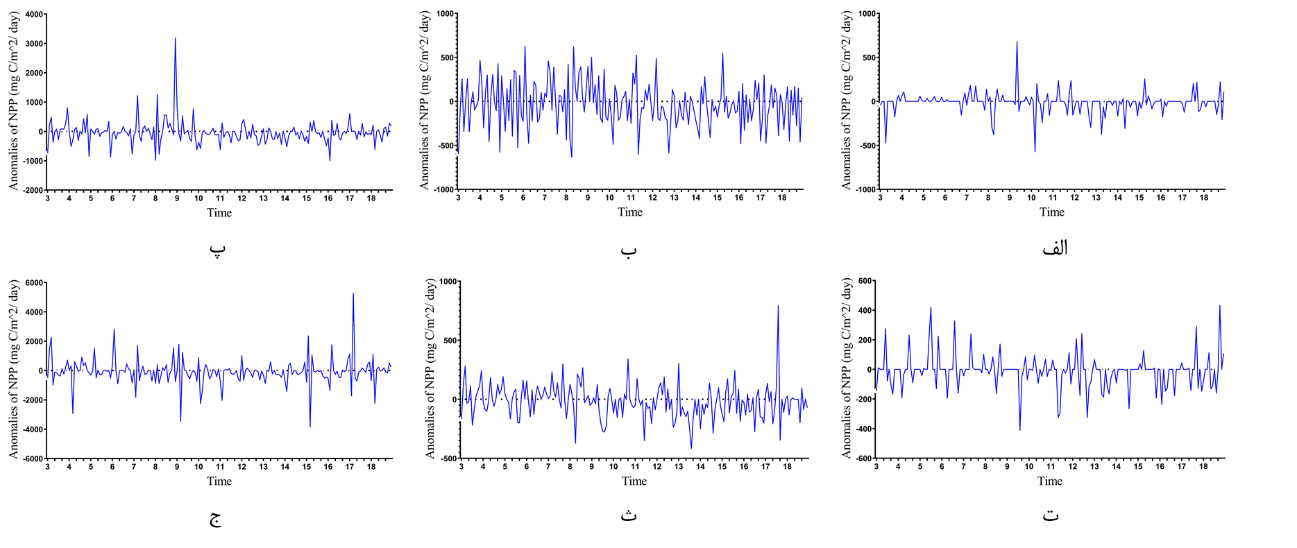 Anomalies of NPP (mg C/m^2/ day)
4000
3000
2000
1000
0
-1000
-2000
3 4 5 6 7 8 9 10 11 12 13 14 15 16 17 18
Time
پ
Anomalies of NPP (mg C/m^2/ day)
1000
500
0
-500
-1000
3 4 5 6 7 8 9 10 11 12 13 14 15 16 17 18
Time
ب
Anomalies of NPP (mg C/m^2/ day)
1000
500
0
-500
-1000
3 4 5 6 7 8 9 10 11 12 13 14 15 16 17 18
Time
الف
Anomalies of NPP (mg C/m^2/ day)
6000
4000
2000
0
-2000
-4000
-6000
3 4 5 6 7 8 9 10 11 12 13 14 15 16 17 18
Time
ج
Anomalies of NPP (mg C/m^2/ day)
1000
500
0
-500
3 4 5 6 7 8 9 10 11 12 13 14 15 16 17 18
Time
ث
Anomalies of NPP (mg C/m^2/ day)
600
400
200
0
-200
-400
-600
3 4 5 6 7 8 9 10 11 12 13 14 15 16 17 18
Time
ت